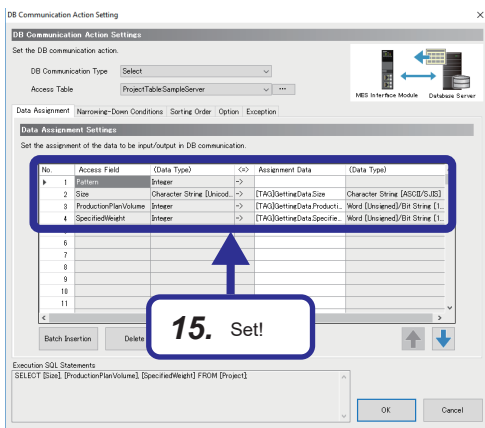 DB Communication Action Setting
DB Communication Action Settings
Set the DB communication action.
DB Communication Type Select
Access Table ProjectTableSampleServer ...
MES Interface Module Database Server
Data Assignment Narrowing-Down Conditions Sorting Order Option Exception
Data Assignment Settings
Set the assignment of the data to be input/output in DB communication.
No. Access Field (Data Type) <=> Assignment Data (Data Type)
1 Pattern Integer ->
2 Size Character String [Unicod... -> [TAG]GettingData.Size Character String [ASCII/SJIS]
3 ProductionPlanVolume Integer -> [TAG]GettingData.Producti... Word [Unsigned]/Bit String [1...
4 SpecifiedWeight Integer -> [TAG]GettingData.Specifie... Word [Unsigned]/Bit String [1...
6
7
8
9
10
11
15. Set!
Batch Insertion Delete
Execution SQL Statements
SELECT [Size], [ProductionPlanVolume], [SpecifiedWeight] FROM [Project];
OK Cancel